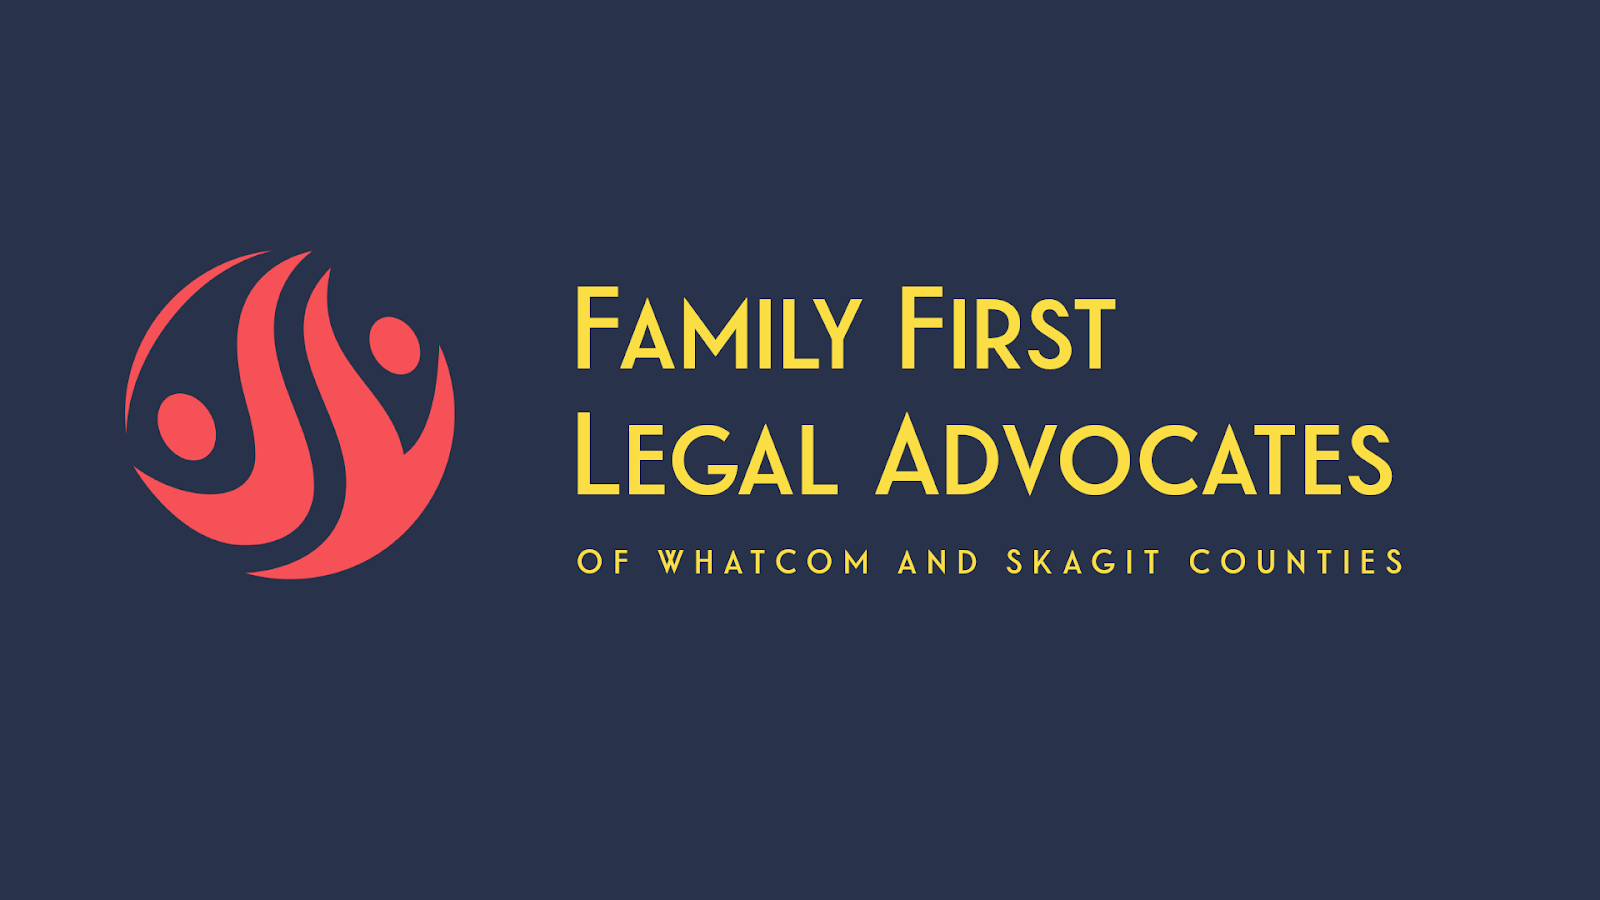 Family First
Legal Advocates
OF WHATCOM AND SKAGIT COUNTIES